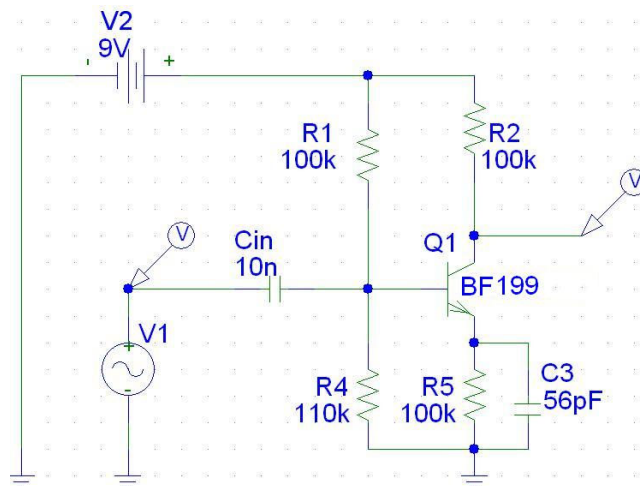 V2
9V
- +
R1
100k
R2
100k
V
V
Cin
10n
Q1
BF199
V1
+
-
R4
110k
R5
100k
C3
56pF